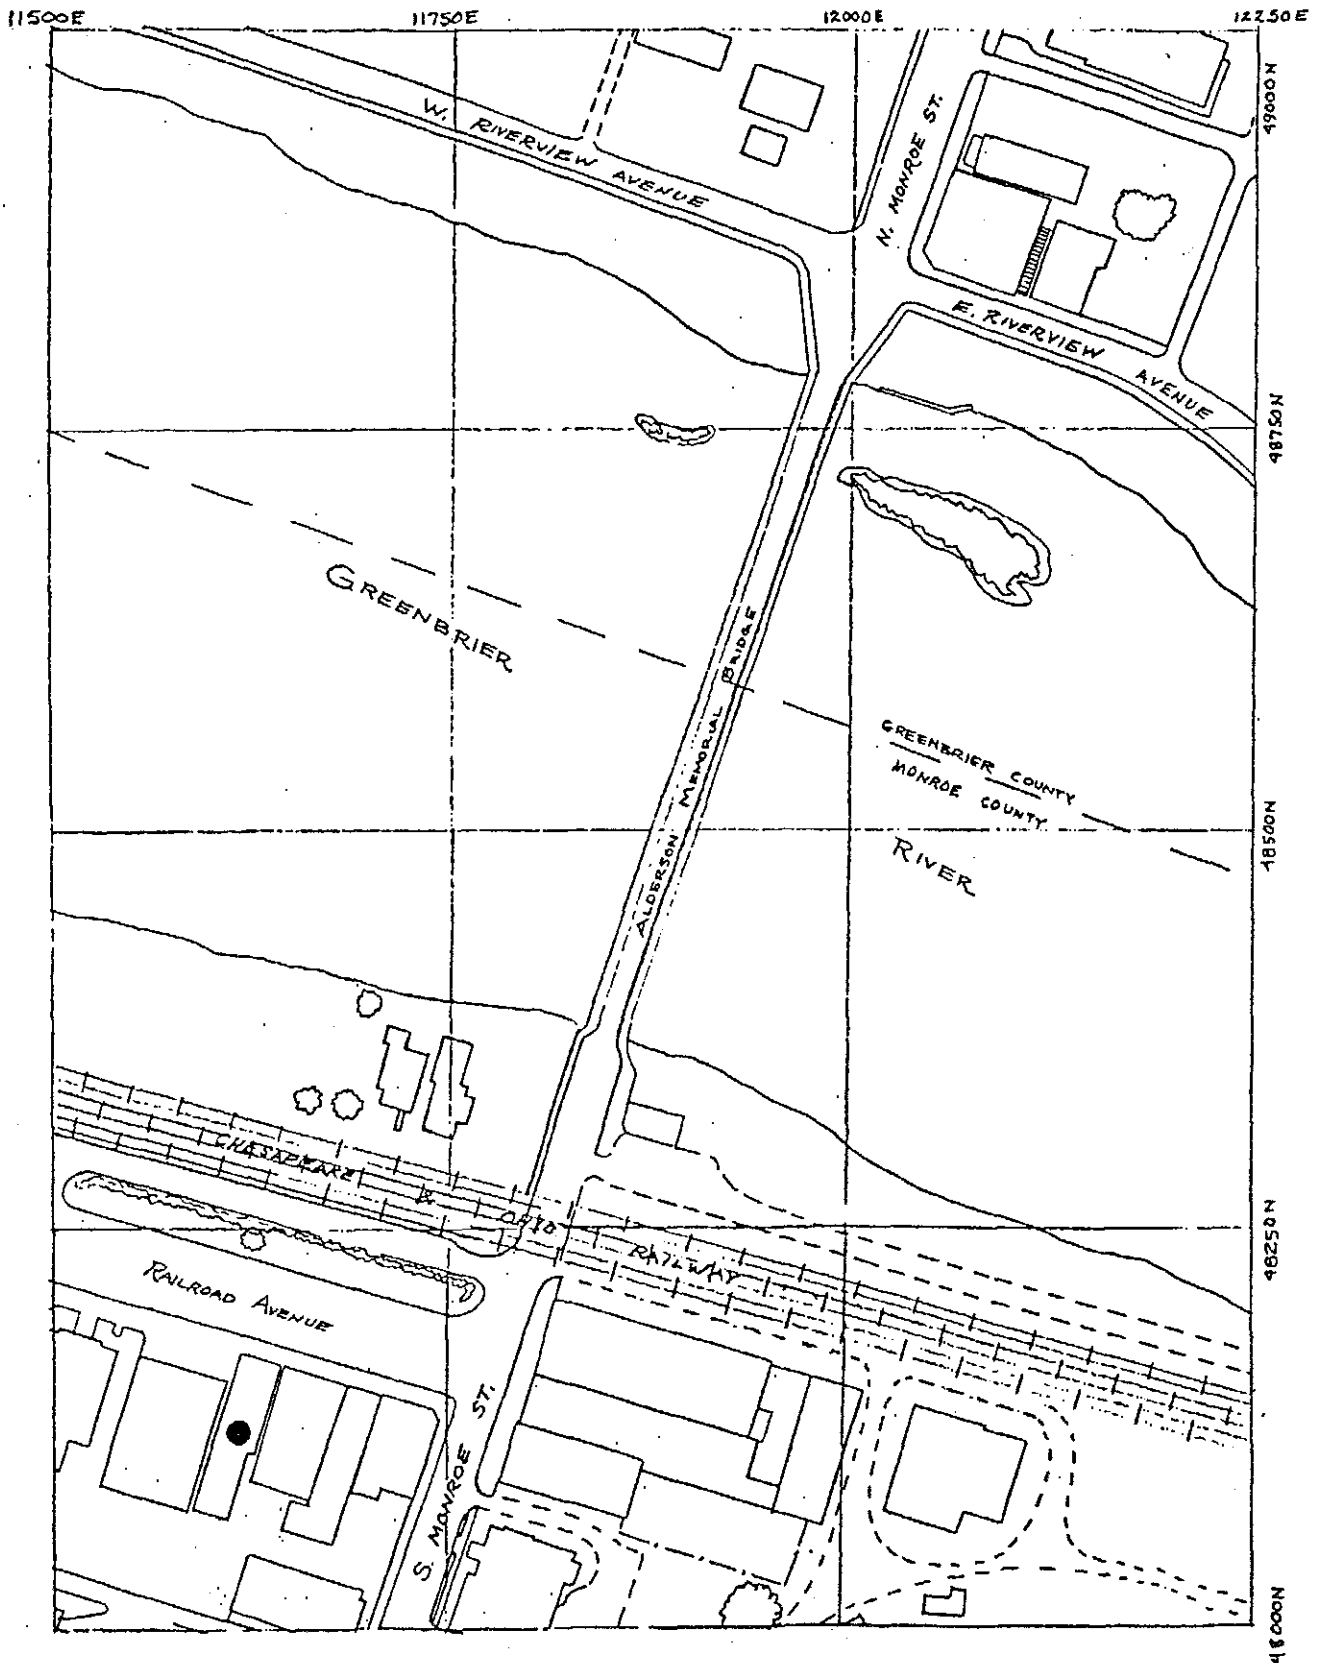 11500E 11750E 12000E 12250E
49000N
W. RIVERVIEW AVENUE
N. MONROE ST.
E. RIVERVIEW AVENUE
48750N
GREENBRIER
ALDERSON MEMORIAL BRIDGE
GREENBRIER COUNTY
MONROE COUNTY
48500N
RIVER
CHESAPEAKE & OHIO RAILWAY
48250N
RAILROAD AVENUE
S. MONROE ST.
48000N